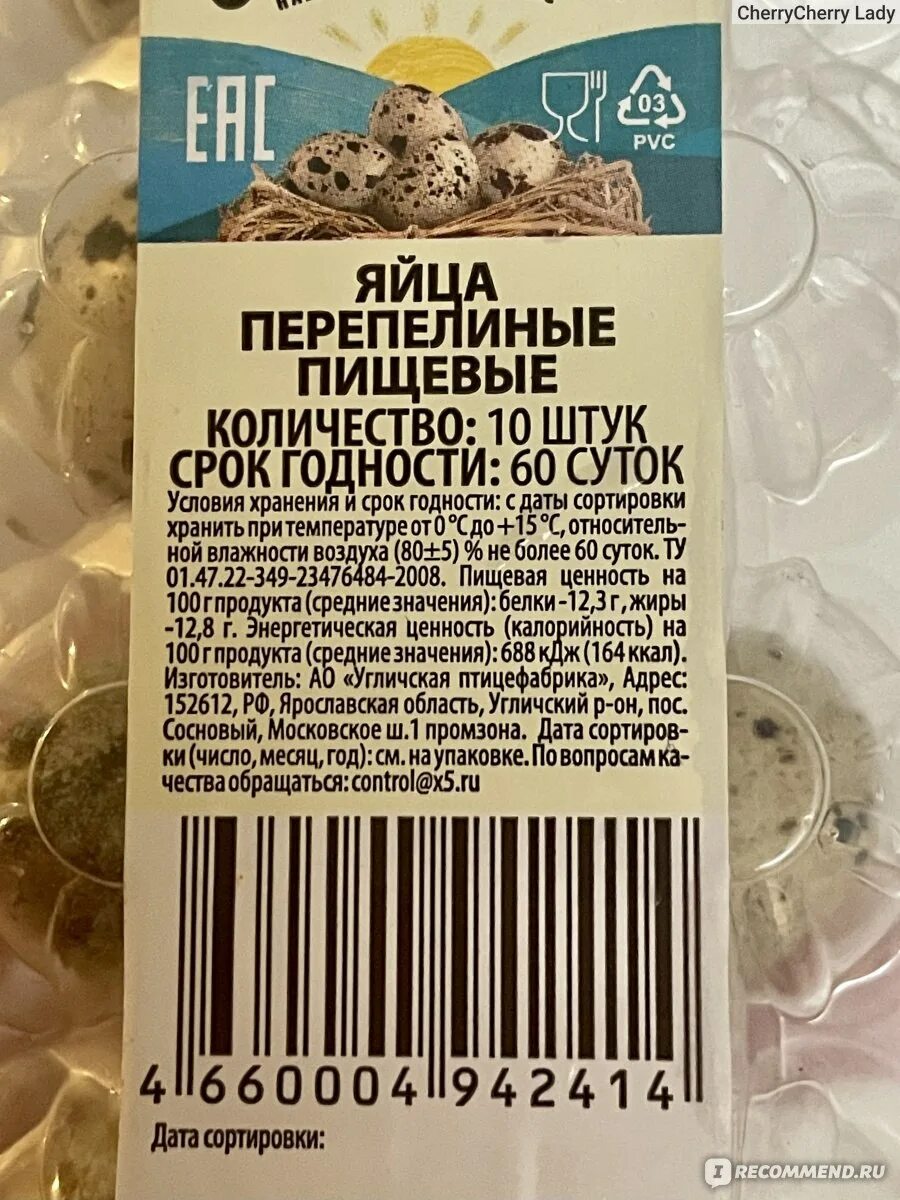 CherryCherry Lady
EAC
03
PVC
ЯЙЦА
ПЕРЕПЕЛИНЫЕ
ПИЩЕВЫЕ
КОЛИЧЕСТВО: 10 ШТУК
СРОК ГОДНОСТИ: 60 СУТОК
Условия хранения и срок годности: с даты сортировки
хранить при температуре от 0 °С до +15 °С, относитель-
ной влажности воздуха (80±5) % не более 60 суток. ТУ
01.47.22-349-23476484-2008. Пищевая ценность на
100 г продукта (средние значения): белки -12,3 г, жиры
-12,8 г. Энергетическая ценность (калорийность) на
100 г продукта (средние значения): 688 кДж (164 ккал).
Изготовитель: АО «Угличская птицефабрика», Адрес:
152612, РФ, Ярославская область, Угличский р-он, пос.
Сосновый, Московское ш.1 промзона. Дата сортиров-
ки (число, месяц, год): см. на упаковке. По вопросам ка-
чества обращаться: control@x5.ru
4 660004 942414
Дата сортировки:
IRECOMMEND.RU